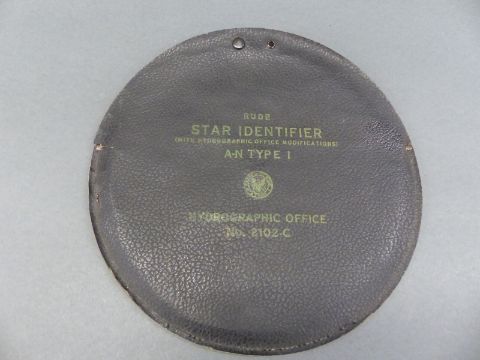 RUDE
STAR IDENTIFIER
(WITH HYDROGRAPHIC OFFICE MODIFICATIONS)
A-N TYPE 1
HYDROGRAPHIC OFFICE
No. 2102-C